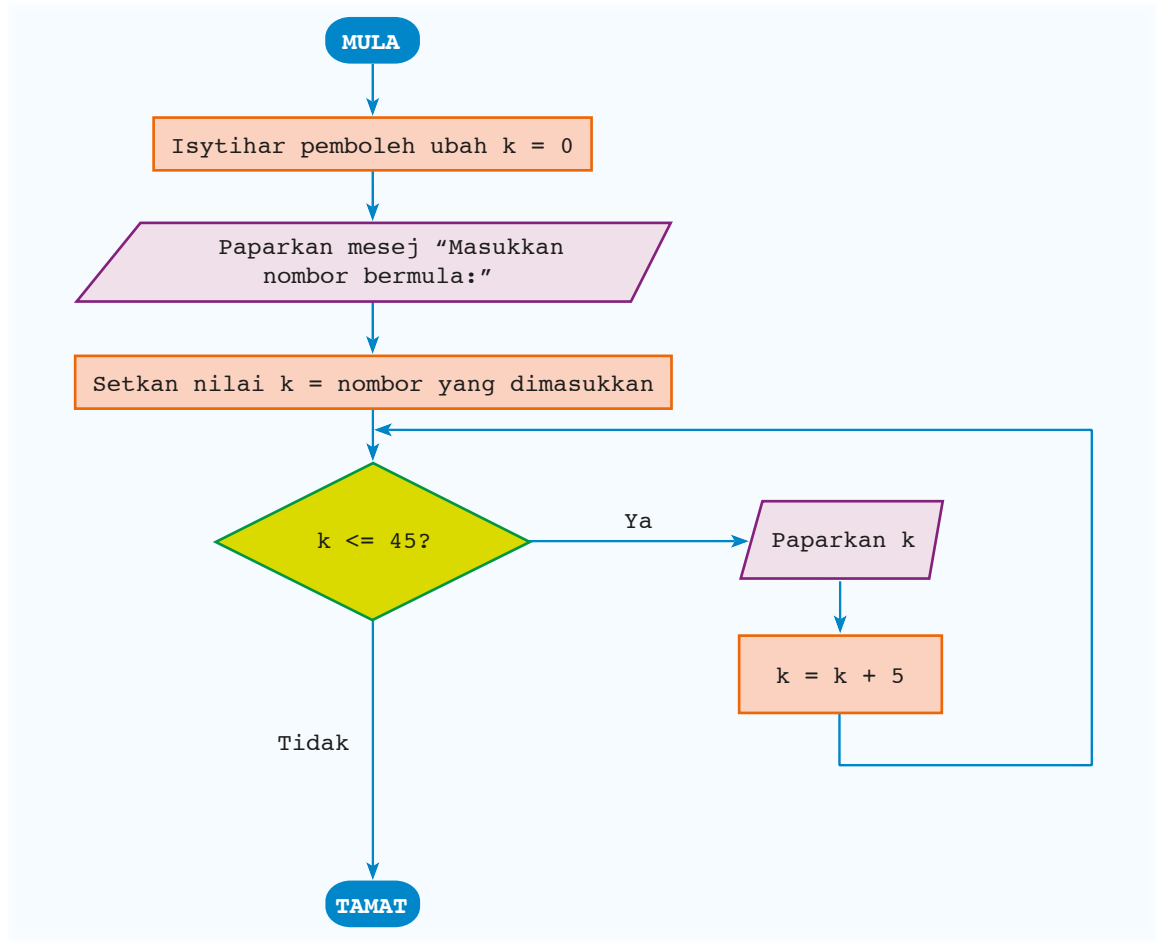 MULA
Isytihar pemboleh ubah k = 0
Paparkan mesej “Masukkan
nombor bermula:”
Setkan nilai k = nombor yang dimasukkan
k <= 45?
Ya
Paparkan k
k = k + 5
Tidak
TAMAT